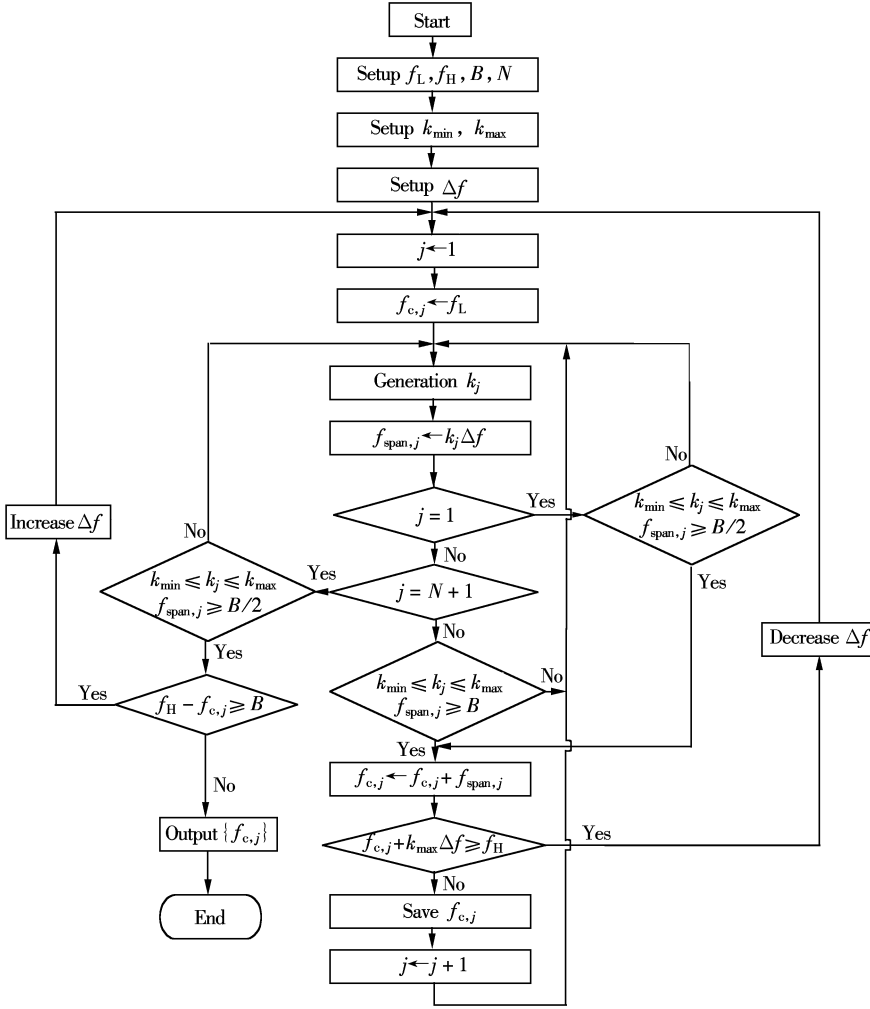 Start
Setup f_L, f_H, B, N
Setup k_min, k_max
Setup Δf
j←1
f_c,j←f_L
Generation k_j
f_span,j←k_jΔf
j=1
Yes
No
k_min≤k_j≤k_max
f_span,j≥B/2
No
Yes
j=N+1
Yes
No
k_min≤k_j≤k_max
f_span,j≥B/2
No
Yes
Increase Δf
f_H−f_c,j≥B
Yes
No
Output {f_c,j}
End
k_min≤k_j≤k_max
f_span,j≥B
No
Yes
Decrease Δf
f_c,j←f_c,j+f_span,j
f_c,j+k_maxΔf≥f_H
Yes
No
Save f_c,j
j←j+1